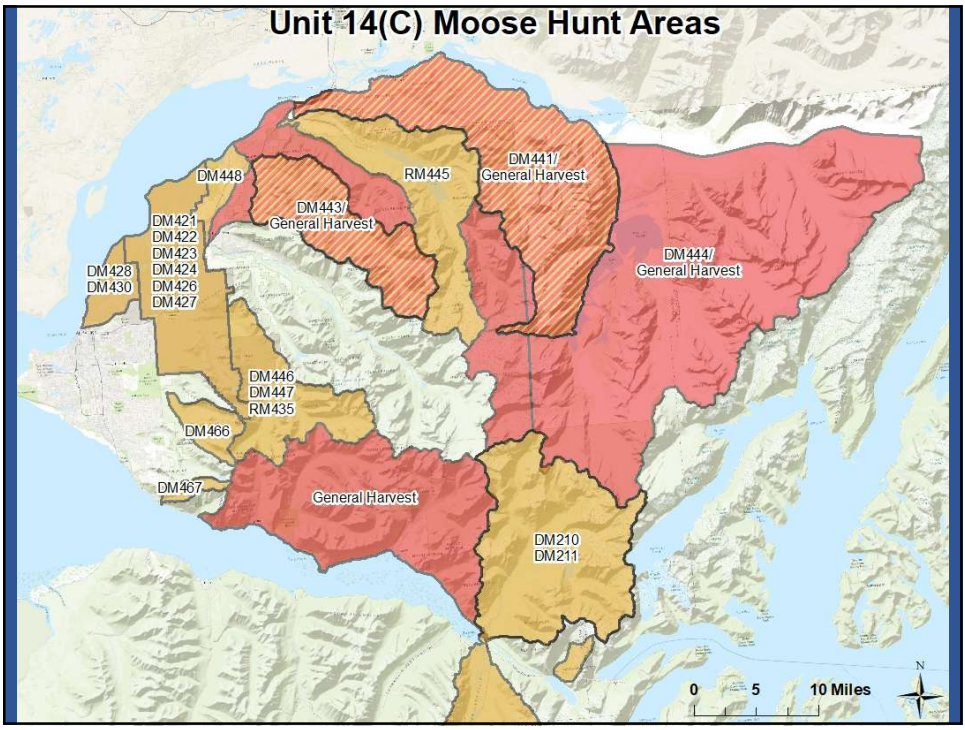 Unit 14(C) Moose Hunt Areas
DM448
RM445
DM441/
General Harvest
DM443/
General Harvest
DM421
DM422
DM423
DM424
DM426
DM427
DM428
DM430
DM444/
General Harvest
DM446
DM447
RM435
DM466
DM467
General Harvest
DM210
DM211
N
0 5 10 Miles